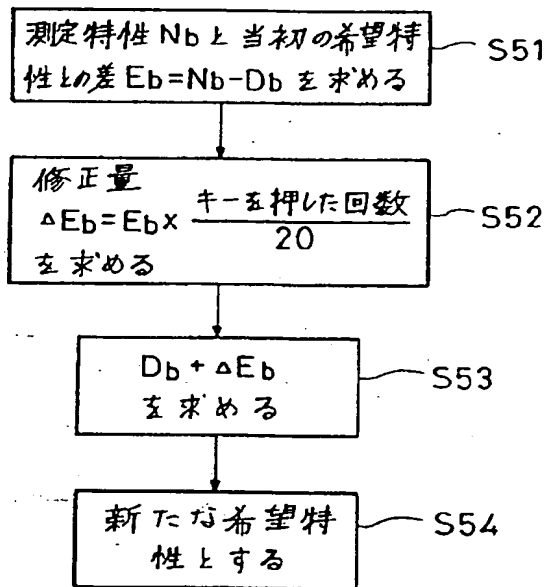 測定特性Nbと当初の希望特
性との差Eb=Nb-Dbを求める
S51
修正量
ΔEb=Eb×キーを押した回数/20
を求める
S52
Db+ΔEb
を求める
S53
新たな希望特
性とする
S54